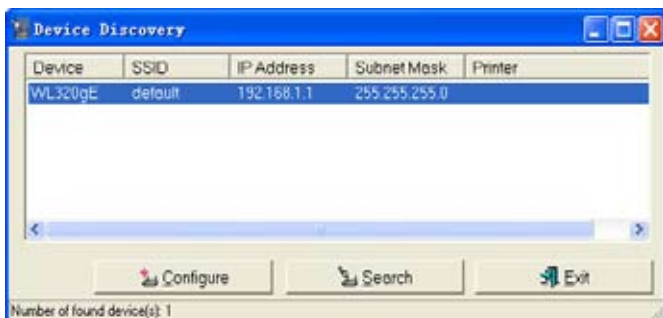 Device Discovery
Device SSID IP Address Subnet Mask Printer
WL320gE default 192.168.1.1 255.255.255.0
Configure Search Exit
Number of found device(s): 1